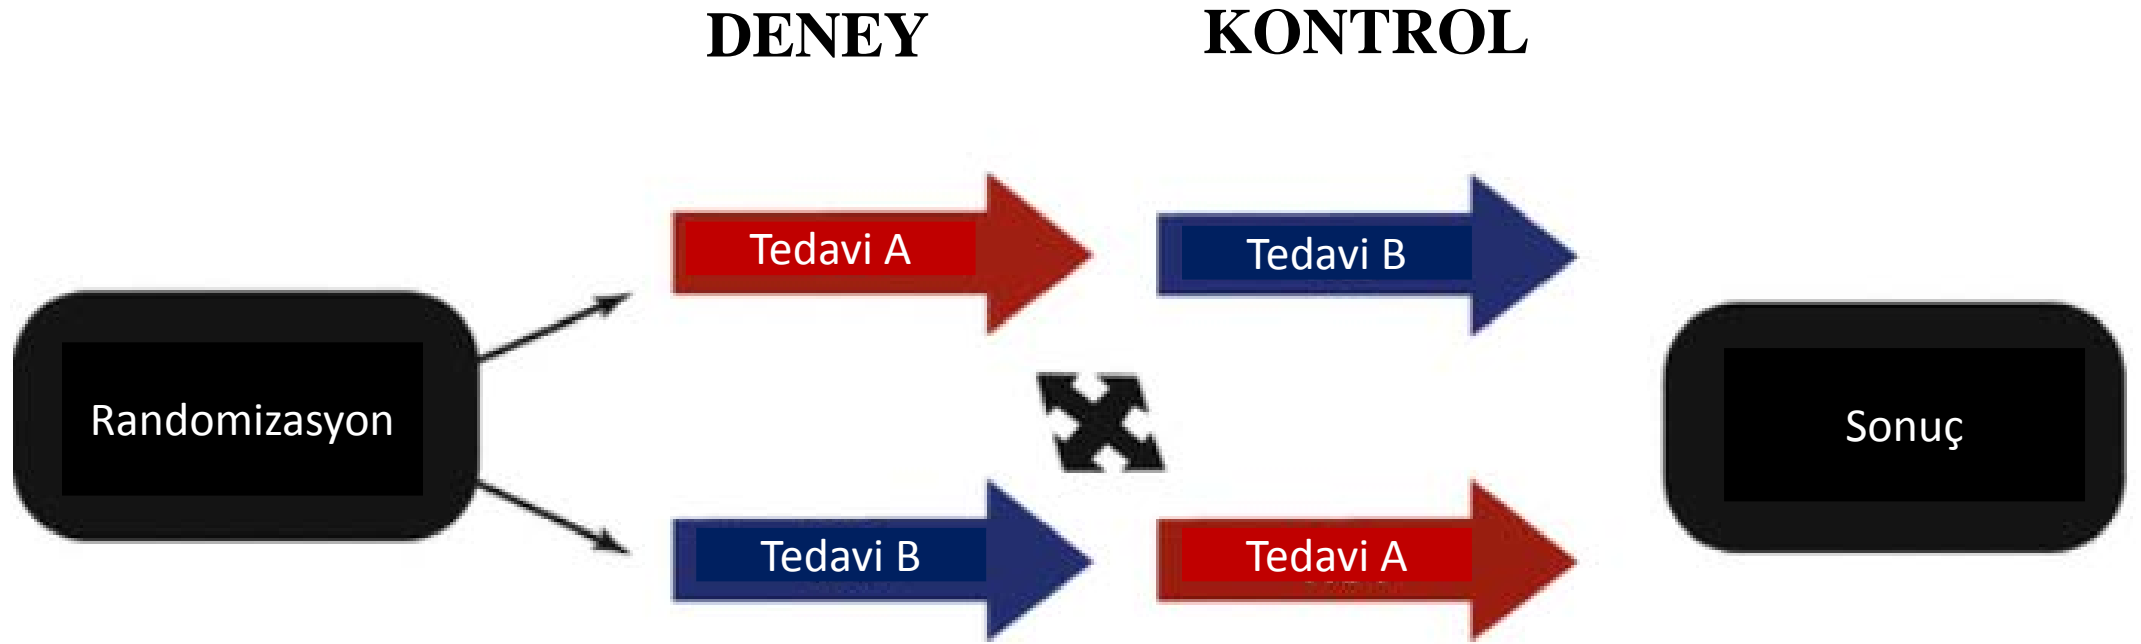 DENEY
KONTROL
Tedavi A
Tedavi B
Randomizasyon
Sonuç
Tedavi B
Tedavi A